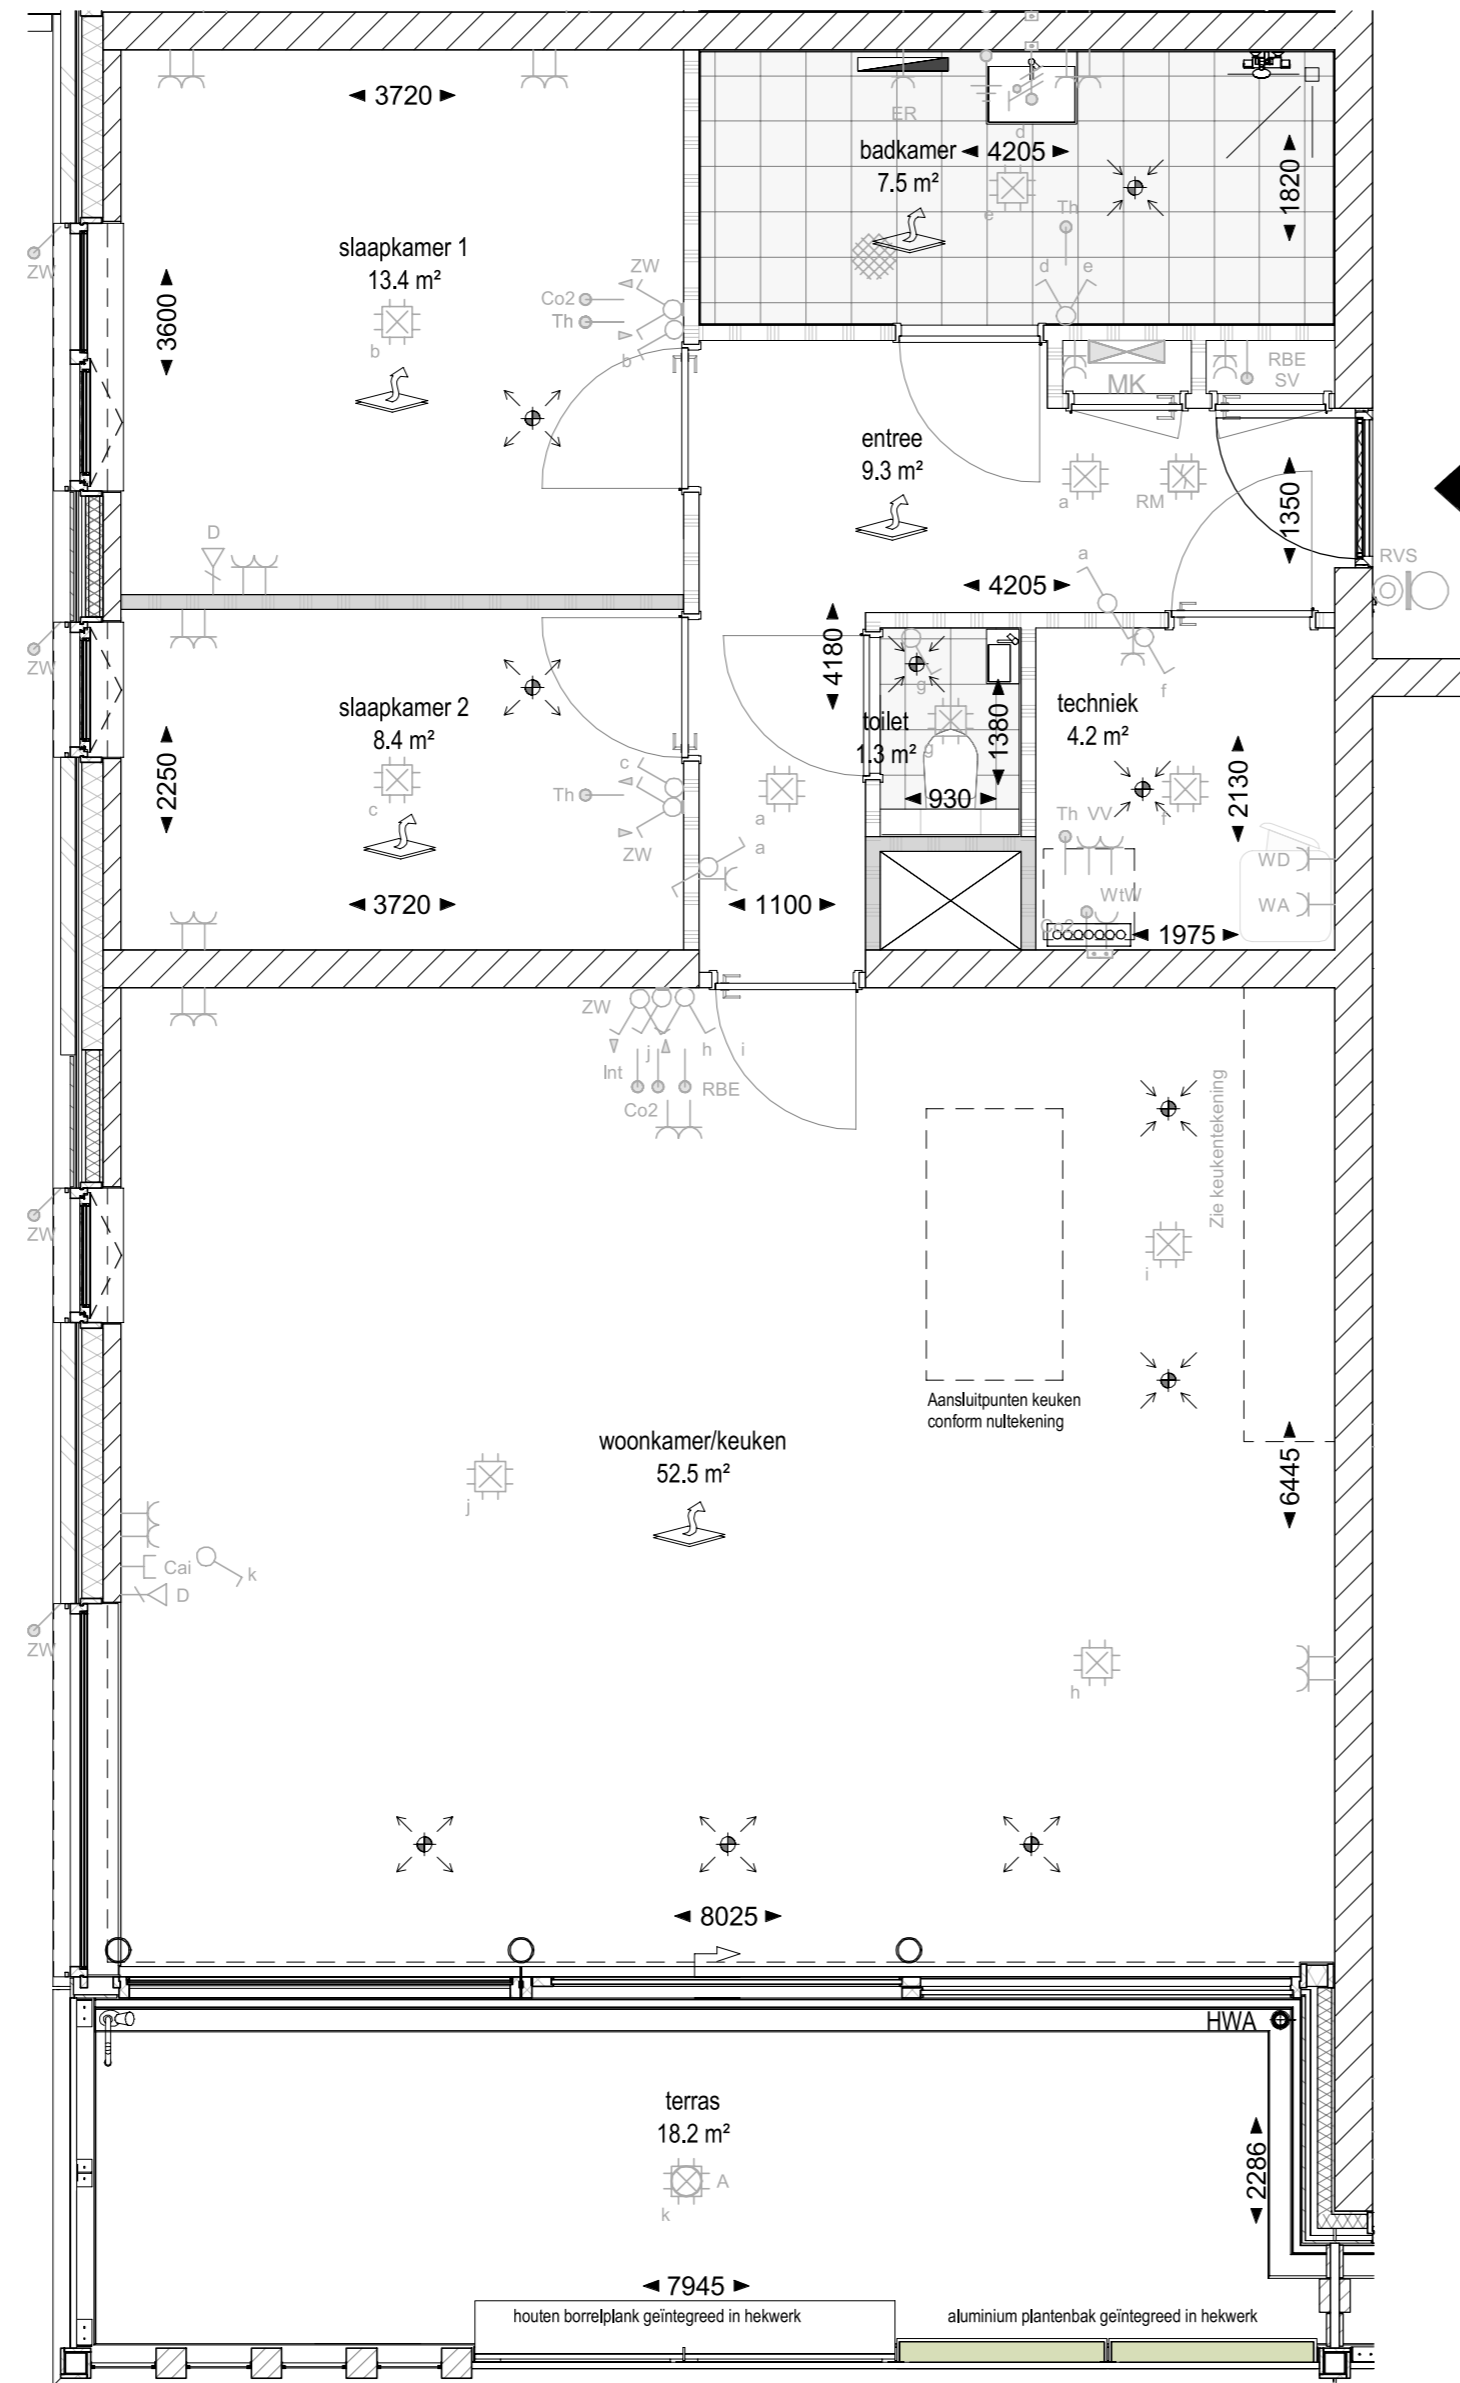 3720
ER
d
badkamer
4205
7.5 m²
e
1820
Th
d
e
ZW
slaapkamer 1
13.4 m²
b
3600
ZW
Co2
Th
b
MK
RBE
SV
entree
9.3 m²
a
RM
1350
RVS
D
a
4205
4180
ZW
slaapkamer 2
8.4 m²
c
2250
c
Th
ZW
3720
g
toilet
1.3 m²
g
1380
930
f
techniek
4.2 m²
f
2130
Th
VV
WtW
Co2
WD
WA
1975
a
a
1100
ZW
j
h
i
Int
Co2
RBE
Zie keukentekening
i
ZW
Aansluitpunten keuken
conform nultekening
woonkamer/keuken
52.5 m²
j
6445
Cai
k
D
ZW
h
8025
HWA
terras
18.2 m²
A
k
2286
7945
houten borrelplank geïntegreed in hekwerk
aluminium plantenbak geïntegreed in hekwerk